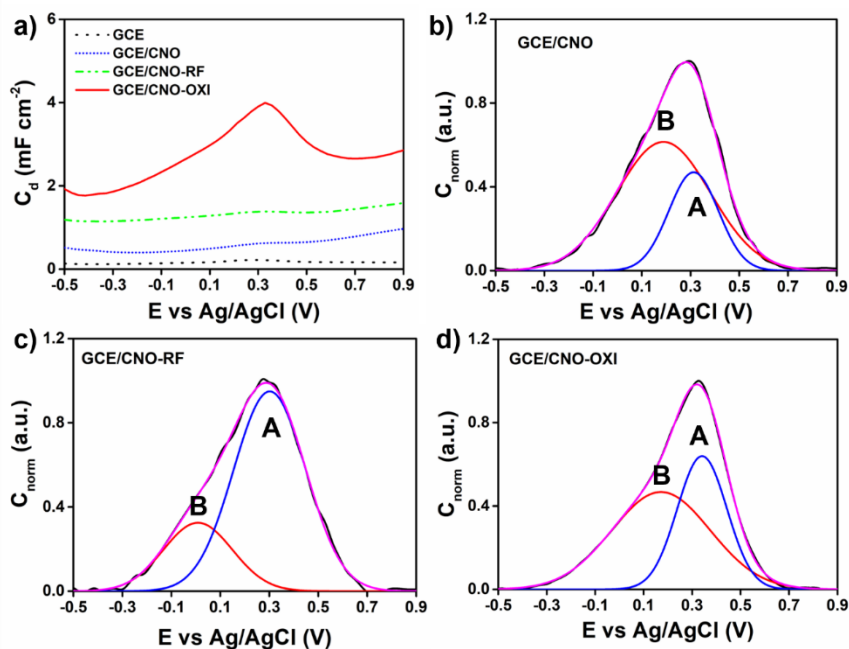 a)
GCE
GCE/CNO
GCE/CNO-RF
GCE/CNO-OXI
6
4
2
0
C_d (mF cm⁻²)
-0.5 -0.3 -0.1 0.1 0.3 0.5 0.7 0.9
E vs Ag/AgCl (V)
b)
GCE/CNO
1.2
0.8
0.4
0.0
C_norm (a.u.)
B
A
-0.5 -0.3 -0.1 0.1 0.3 0.5 0.7 0.9
E vs Ag/AgCl (V)
c)
GCE/CNO-RF
1.2
0.8
0.4
0.0
C_norm (a.u.)
A
B
-0.5 -0.3 -0.1 0.1 0.3 0.5 0.7 0.9
E vs Ag/AgCl (V)
d)
GCE/CNO-OXI
1.2
0.8
0.4
0.0
C_norm (a.u.)
A
B
-0.5 -0.3 -0.1 0.1 0.3 0.5 0.7 0.9
E vs Ag/AgCl (V)